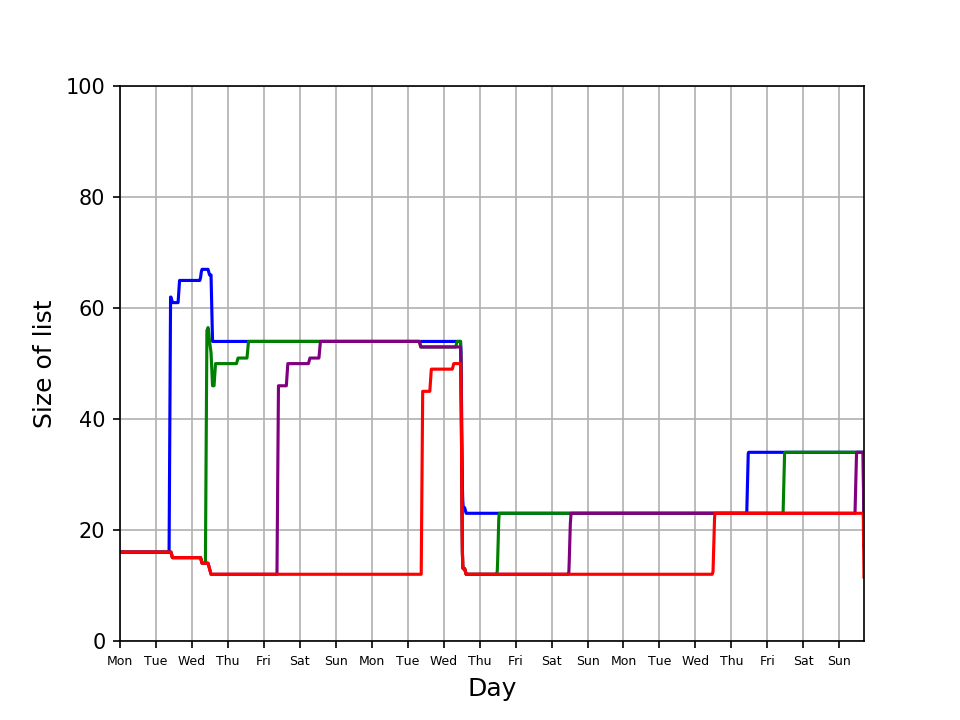 100
80
60
40
20
0
Size of list
Mon Tue Wed Thu Fri Sat Sun Mon Tue Wed Thu Fri Sat Sun Mon Tue Wed Thu Fri Sat Sun
Day